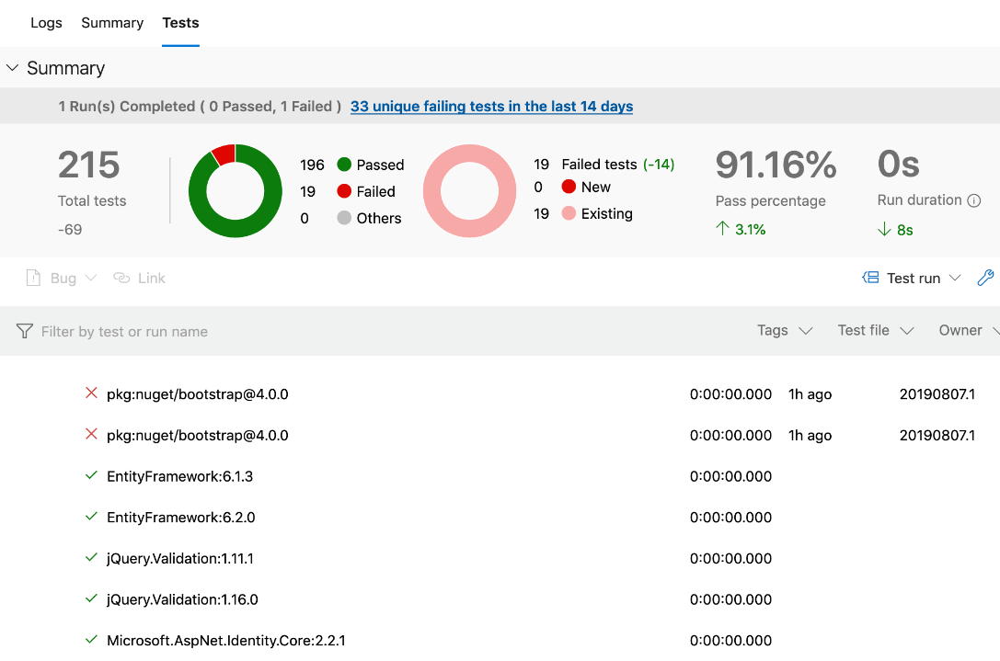 Logs Summary Tests
Summary
1 Run(s) Completed ( 0 Passed, 1 Failed ) 33 unique failing tests in the last 14 days
215
Total tests
-69
196 Passed
19 Failed
0 Others
19 Failed tests (-14)
0 New
19 Existing
91.16%
Pass percentage
3.1%
0s
Run duration
8s
Bug Link Test run
Filter by test or run name Tags Test file Owner
pkg:nuget/bootstrap@4.0.0 0:00:00.000 1h ago 20190807.1
pkg:nuget/bootstrap@4.0.0 0:00:00.000 1h ago 20190807.1
EntityFramework:6.1.3 0:00:00.000
EntityFramework:6.2.0 0:00:00.000
jQuery.Validation:1.11.1 0:00:00.000
jQuery.Validation:1.16.0 0:00:00.000
Microsoft.AspNet.Identity.Core:2.2.1 0:00:00.000